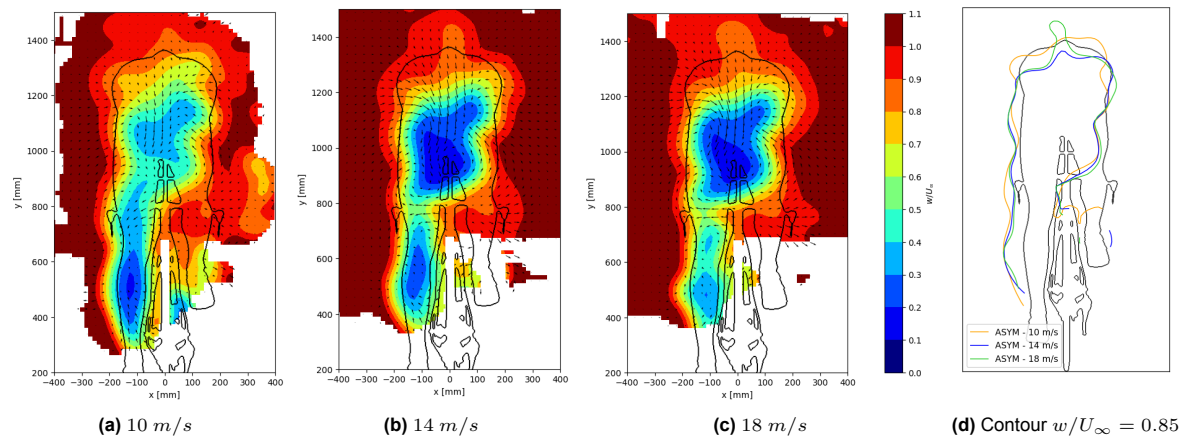 1400
1200
1000
800
600
400
200
y [mm]
−400 −300 −200 −100 0 100 200 300 400
x [mm]
(a) 10 m/s
1400
1200
1000
800
600
400
200
y [mm]
−400 −300 −200 −100 0 100 200 300 400
x [mm]
(b) 14 m/s
1400
1200
1000
800
600
400
200
y [mm]
−400 −300 −200 −100 0 100 200 300 400
x [mm]
(c) 18 m/s
1.1
1.0
0.9
0.8
0.7
0.6
0.5
0.4
0.3
0.2
0.1
0.0
w/U∞
ASYM - 10 m/s
ASYM - 14 m/s
ASYM - 18 m/s
(d) Contour w/U∞ = 0.85